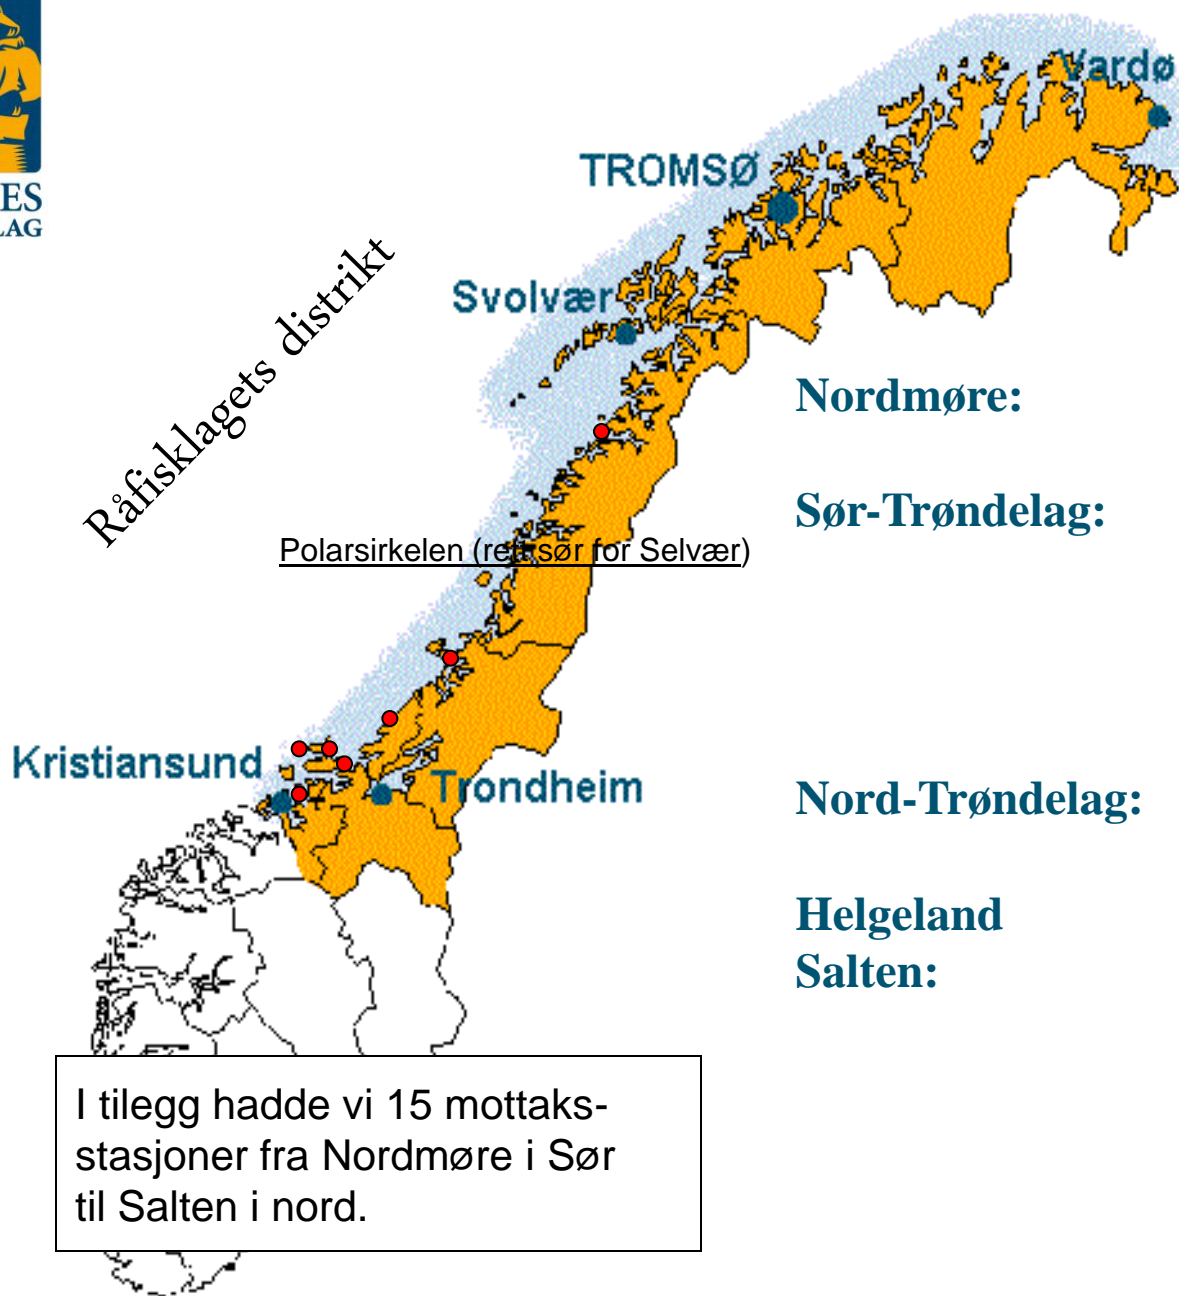 ES
LAG
Vardø
TROMSØ
Råfisklagets distrikt
Svolvær
Nordmøre:
Sør-Trøndelag:
Polarsirkelen (rett sør for Selvær)
Kristiansund
Trondheim
Nord-Trøndelag:
Helgeland
Salten:
I tilegg hadde vi 15 mottaks-
stasjoner fra Nordmøre i Sør
til Salten i nord.